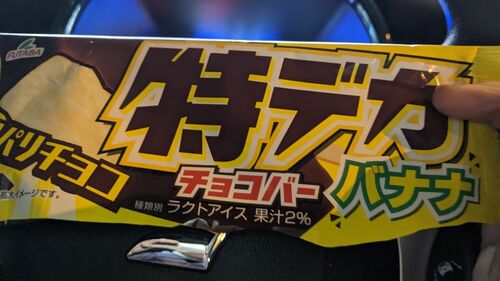 FUTABA
特デカ
パリチョコ
チョコバー
バナナ
拡大イメージです。
種類別 ラクトアイス 果汁2%